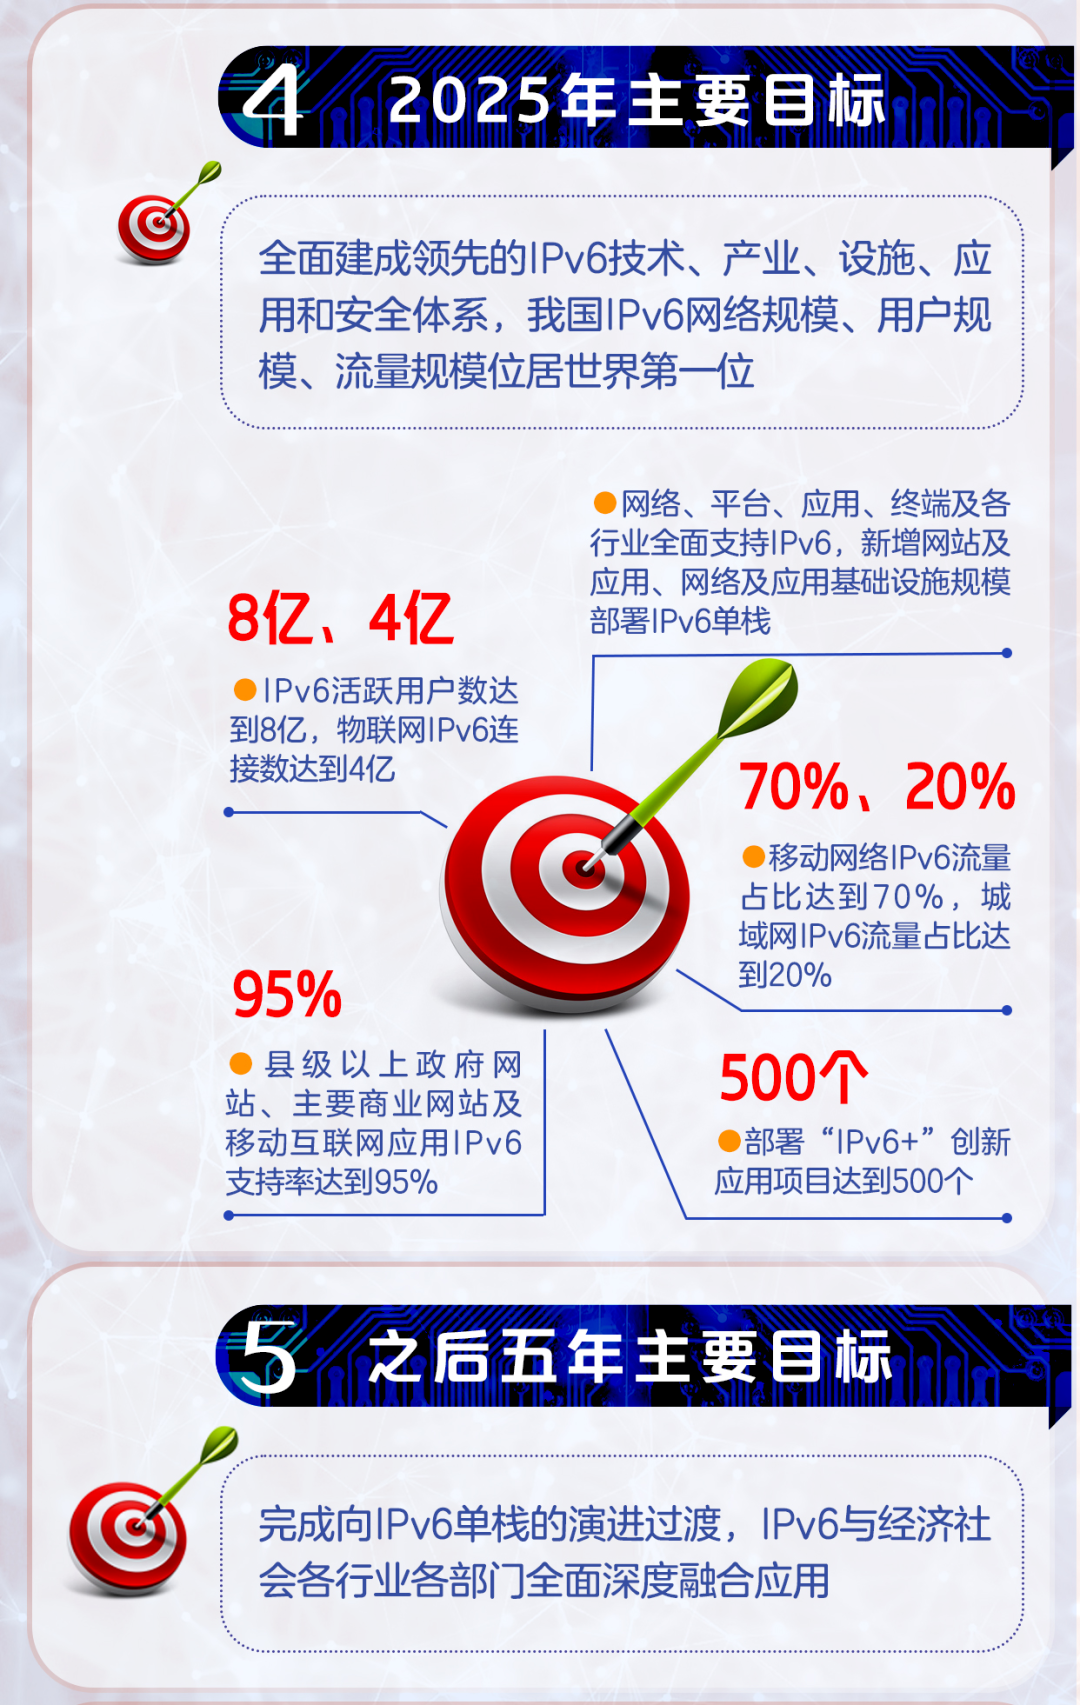 4 2025年主要目标
全面建成领先的IPv6技术、产业、设施、应
用和安全体系，我国IPv6网络规模、用户规
模、流量规模位居世界第一位
●网络、平台、应用、终端及各
行业全面支持IPv6，新增网站及
应用、网络及应用基础设施规模
部署IPv6单栈
8亿、4亿
●IPv6活跃用户数达
到8亿，物联网IPv6连
接数达到4亿
70%、20%
●移动网络IPv6流量
占比达到70%，城
域网IPv6流量占比达
到20%
95%
●县级以上政府网
站、主要商业网站及
移动互联网应用IPv6
支持率达到95%
500个
●部署“IPv6+”创新
应用项目达到500个
5 之后五年主要目标
完成向IPv6单栈的演进过渡，IPv6与经济社
会各行业各部门全面深度融合应用